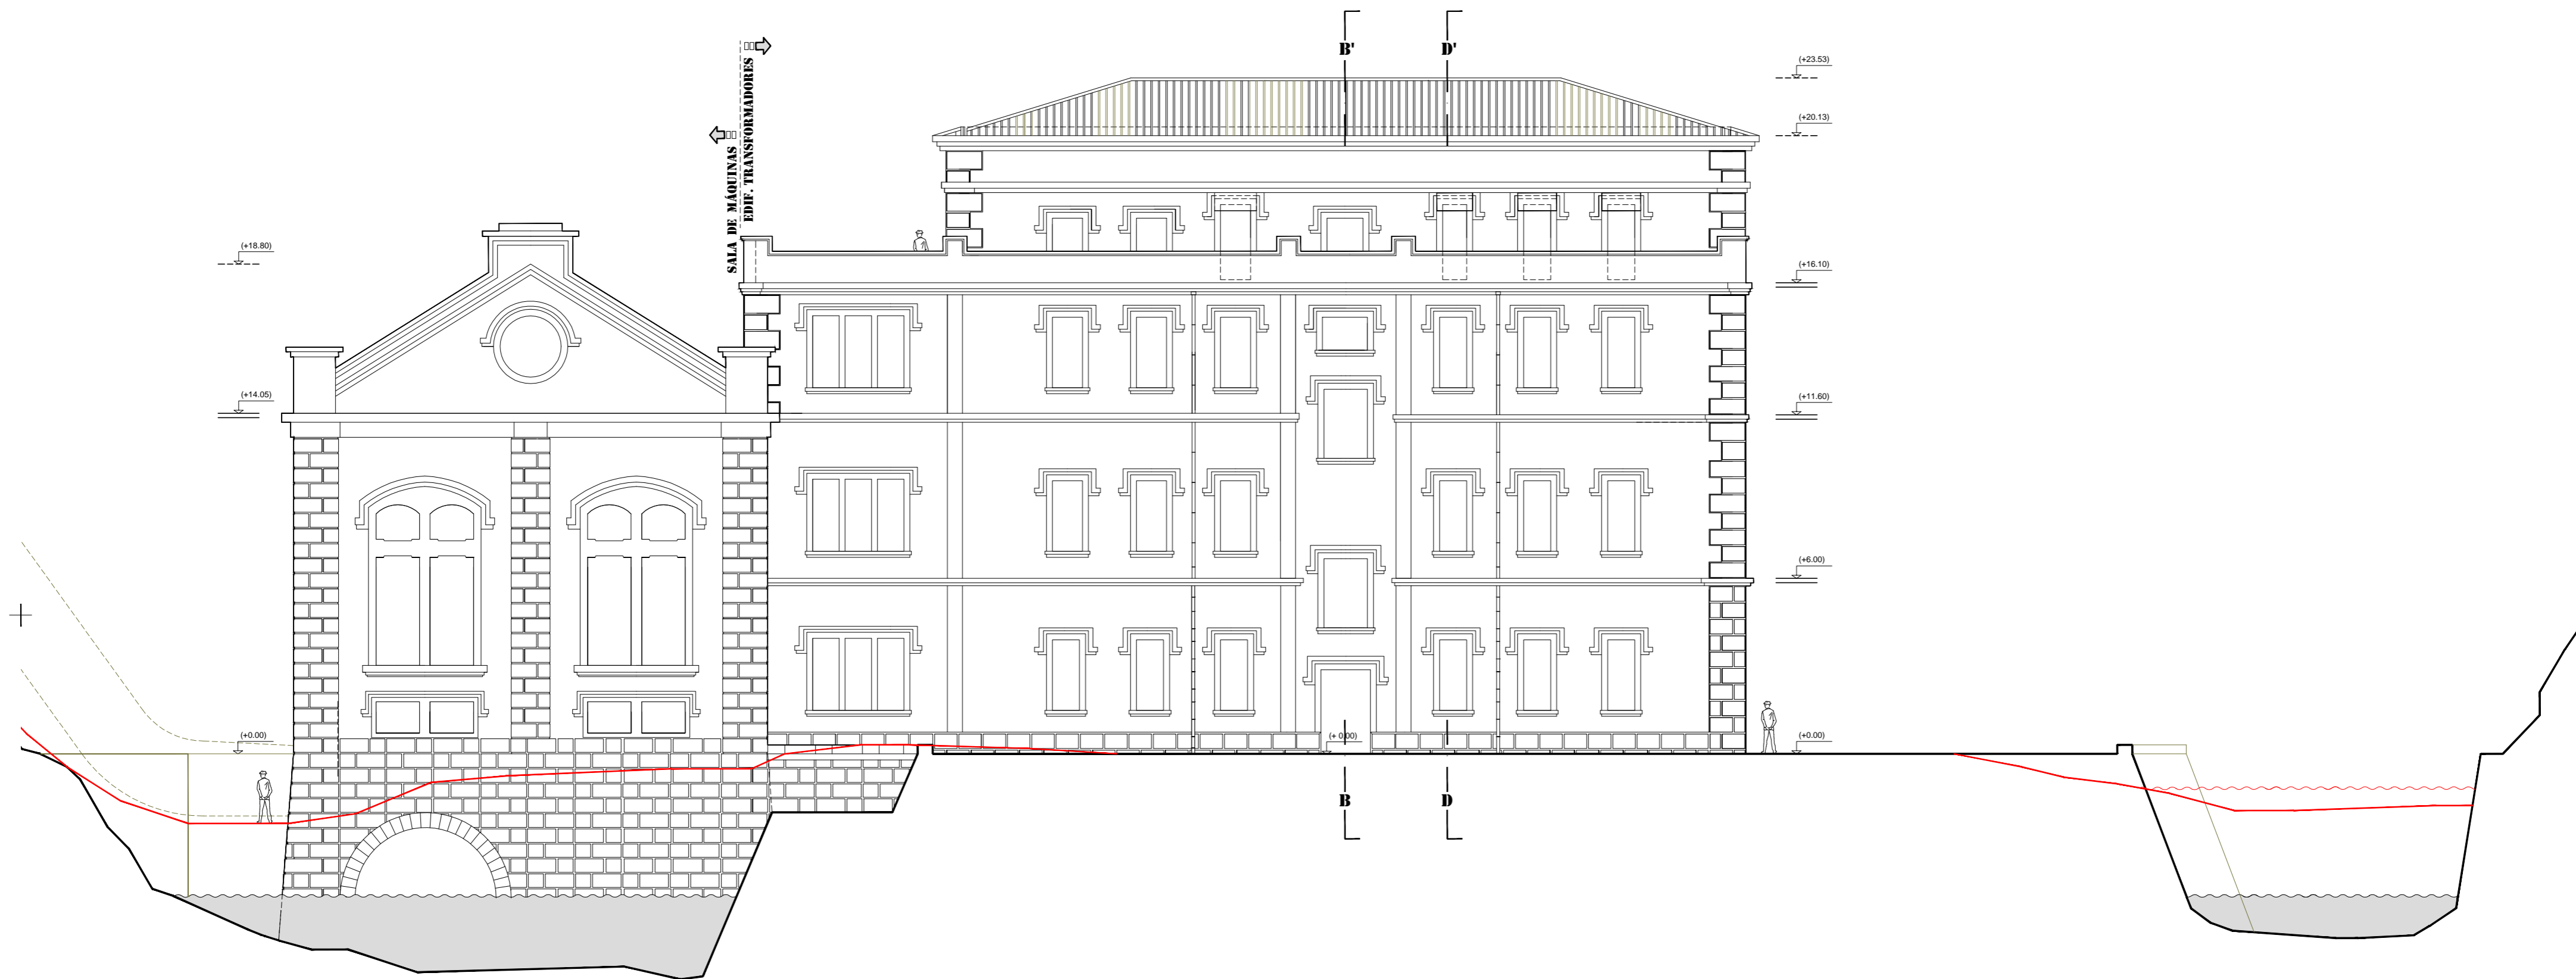 B'
D'
EDIF. TRANSFORMADORES
SALA DE MÁQUINAS
(+23.53)
(+20.13)
(+18.80)
(+16.10)
(+14.05)
(+11.60)
(+6.00)
(+0.00)
(+ 0.00)
(+0.00)
B
D